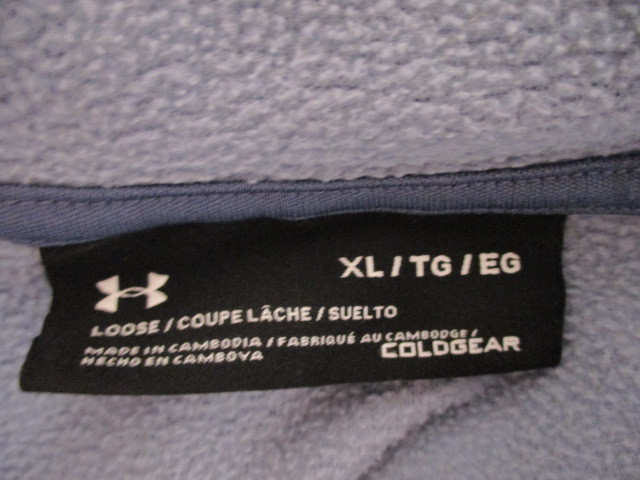 XL / TG / EG
LOOSE / COUPE LÂCHE / SUELTO
MADE IN CAMBODIA / FABRIQUÉ AU CAMBODGE /
HECHO EN CAMBOYA
COLDGEAR